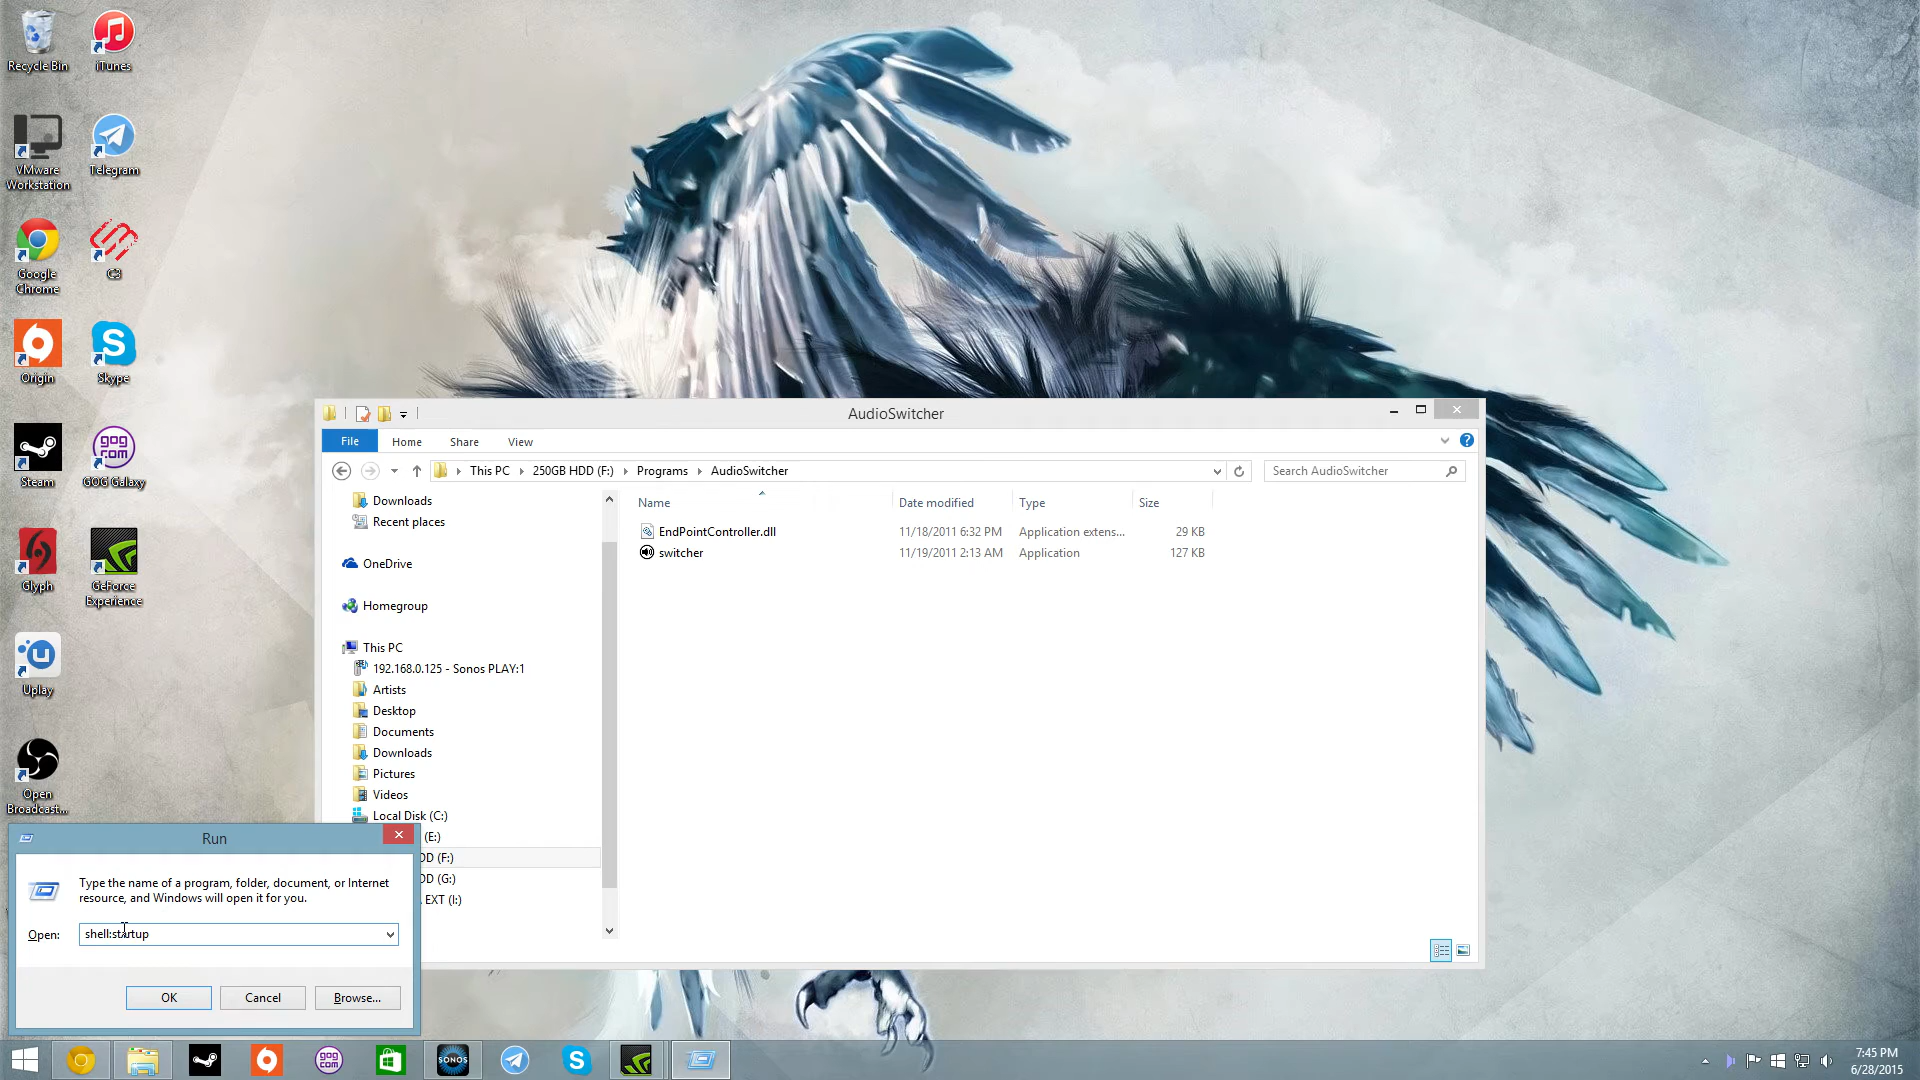 Recycle Bin
iTunes
VMware
Workstation
Telegram
Google
Chrome
C3
Origin
Skype
Steam
gog
com
GOG Galaxy
Glyph
GeForce
Experience
Uplay
Open
Broadcast...
AudioSwitcher
File
Home
Share
View
This PC
250GB HDD (F:)
Programs
AudioSwitcher
Search AudioSwitcher
Name
Date modified
Type
Size
EndPointController.dll
11/18/2011 6:32 PM
Application extens...
29 KB
switcher
11/19/2011 2:13 AM
Application
127 KB
Downloads
Recent places
OneDrive
Homegroup
This PC
192.168.0.125 - Sonos PLAY:1
Artists
Desktop
Documents
Downloads
Pictures
Videos
Local Disk (C:)
(E:)
DD (F:)
DD (G:)
EXT (I:)
Run
Type the name of a program, folder, document, or Internet
resource, and Windows will open it for you.
Open:
shell:startup
OK
Cancel
Browse...
gog
com
SONOS
7:45 PM
6/28/2015